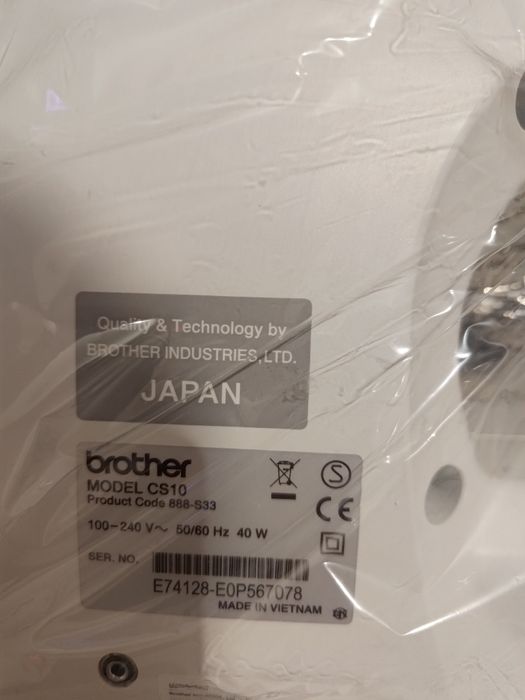 Quality & Technology by
BROTHER INDUSTRIES, LTD.
JAPAN
brother
MODEL CS10
Product Code 888-S33
100-240 V~ 50/60 Hz 40 W
S
CE
SER. NO.
E74128-E0P567078
MADE IN VIETNAM